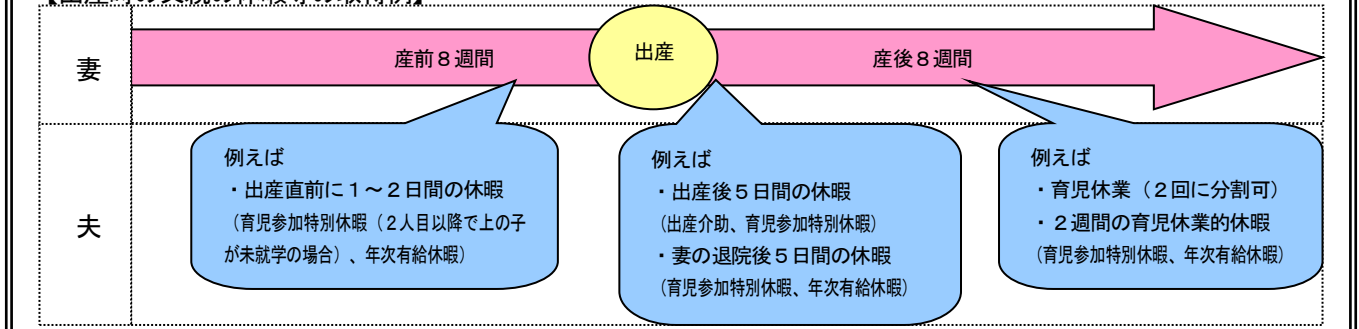 妻
産前８週間
出産
産後８週間
夫
例えば
・出産直前に１～２日間の休暇
（育児参加特別休暇（２人目以降で上の子
が未就学の場合）、年次有給休暇）
例えば
・出産後５日間の休暇
（出産介助、育児参加特別休暇）
・妻の退院後５日間の休暇
（育児参加特別休暇、年次有給休暇）
例えば
・育児休業（２回に分割可）
・２週間の育児休業的休暇
（育児参加特別休暇、年次有給休暇）